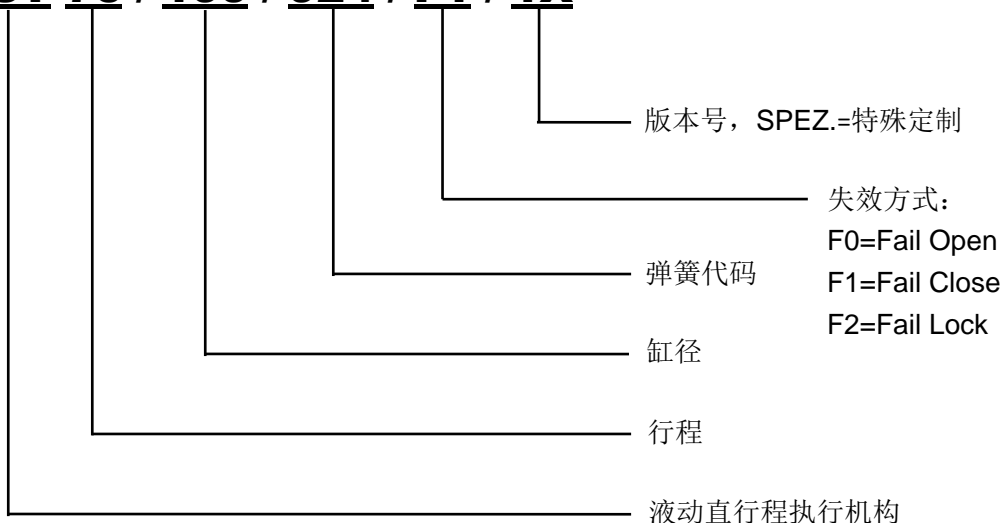 版本号，SPEZ.=特殊定制
失效方式：
F0=Fail Open
弹簧代码
F1=Fail Close
F2=Fail Lock
缸径
行程
液动直行程执行机构